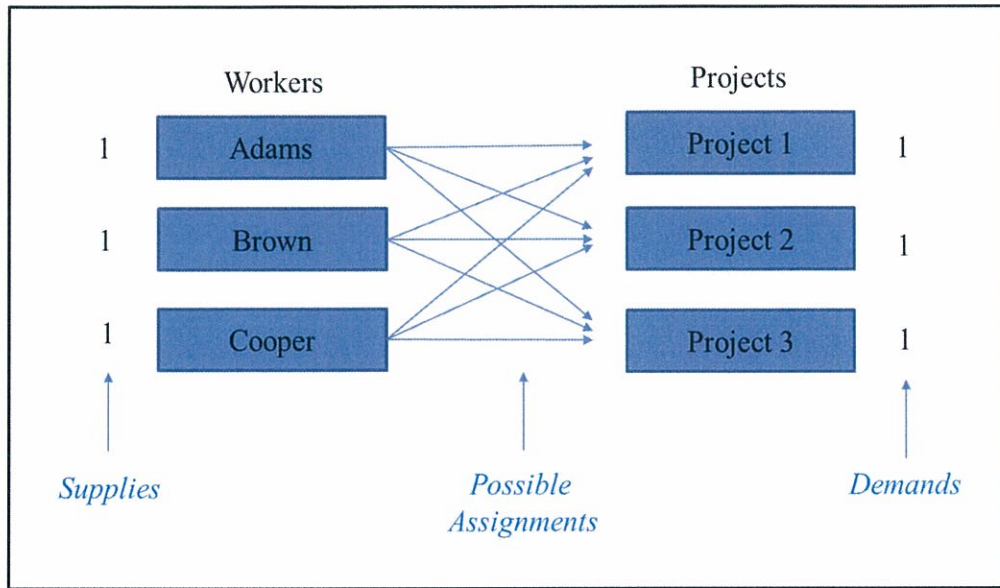 Workers
Projects
1
Adams
Project 1
1
1
Brown
Project 2
1
1
Cooper
Project 3
1
Supplies
Possible
Assignments
Demands